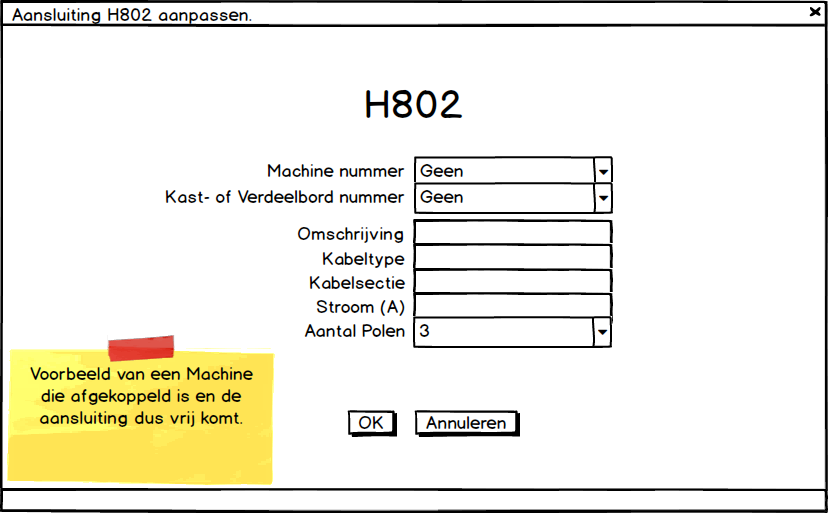 Aansluiting H802 aanpassen.
H802
Machine nummer Geen
Kast- of Verdeelbord nummer Geen
Omschrijving
Kabeltype
Kabelsectie
Stroom (A)
Aantal Polen 3
Voorbeeld van een Machine
die afgekoppeld is en de
aansluiting dus vrij komt.
OK Annuleren